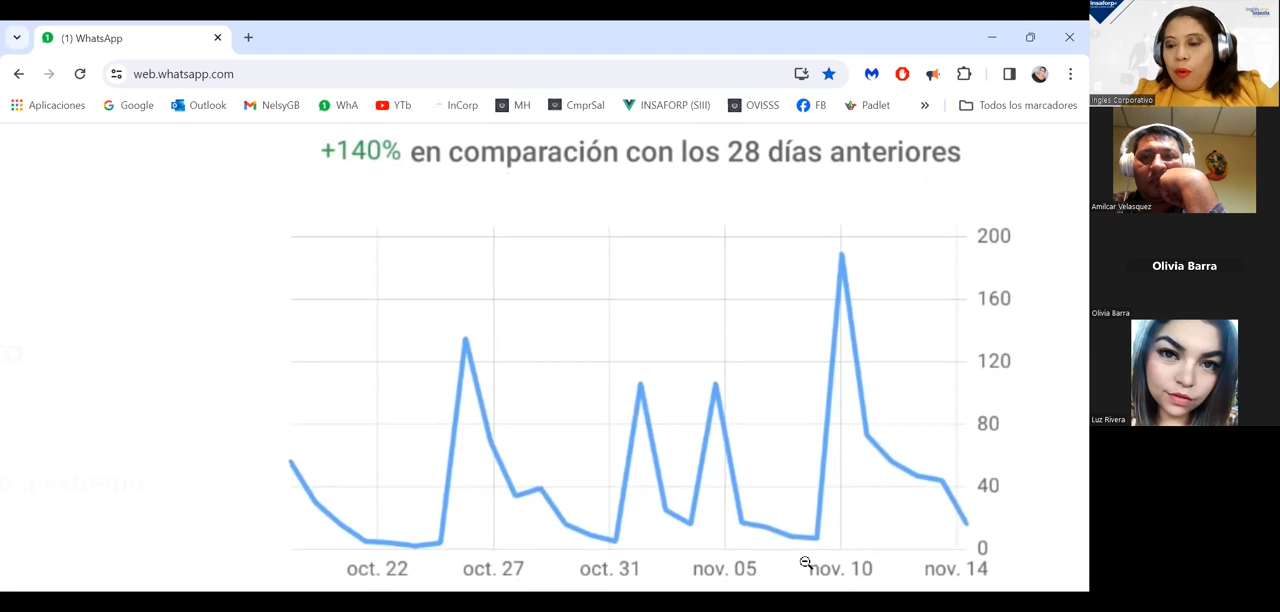 (1) WhatsApp
web.whatsapp.com
Aplicaciones Google Outlook NelsyGB WhA YTb InCorp MH CmprSal INSAFORP (SIII) OVISSS FB Padlet » Todos los marcadores
+140% en comparación con los 28 días anteriores
200
160
120
80
40
0
oct. 22 oct. 27 oct. 31 nov. 05 nov. 10 nov. 14
a extremo
Insaforp
Ingles Corporativo
Amilcar Velasquez
Olivia Barra
Olivia Barra
Luz Rivera